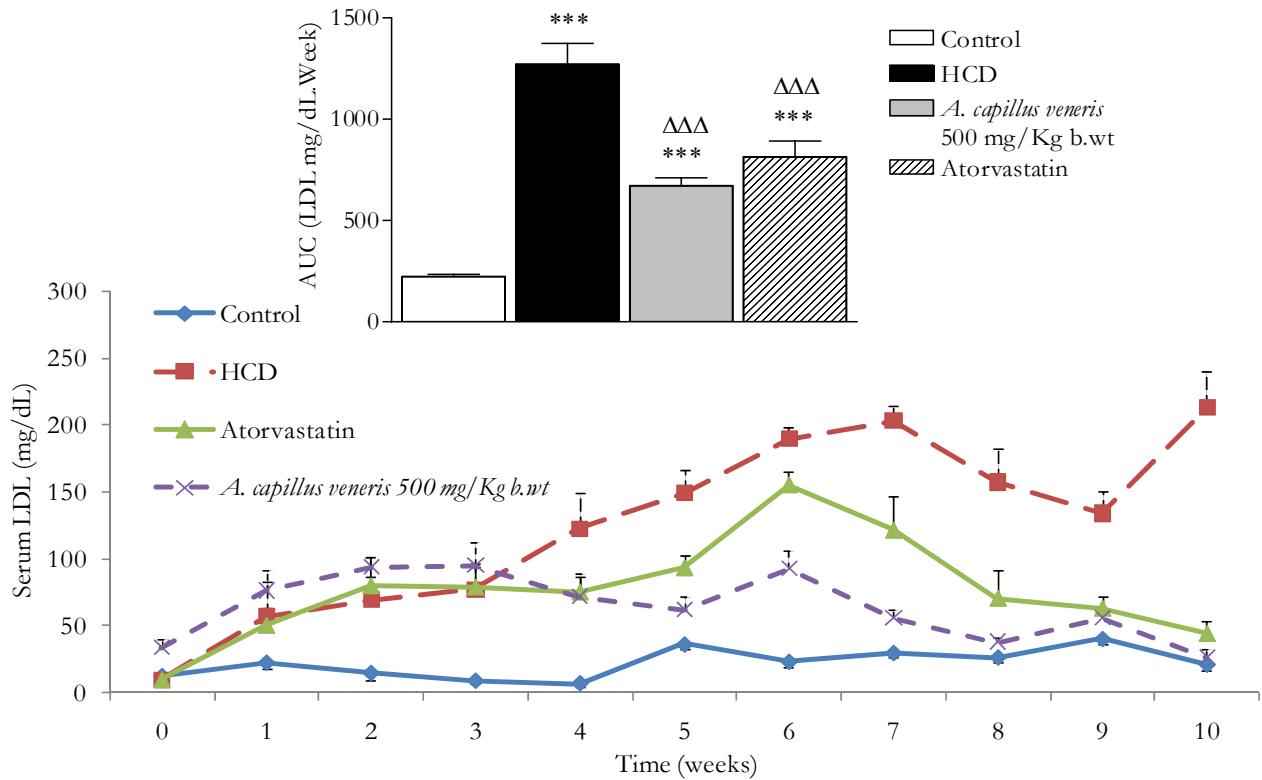 1500
1000
500
0
AUC (LDL mg/dL.Week)
***
ΔΔΔ
***
ΔΔΔ
***
Control
HCD
A. capillus veneris
500 mg/Kg b.wt
Atorvastatin
300
250
200
150
100
50
0
Serum LDL (mg/dL)
Control
HCD
Atorvastatin
A. capillus veneris 500 mg/Kg b.wt
0 1 2 3 4 5 6 7 8 9 10
Time (weeks)